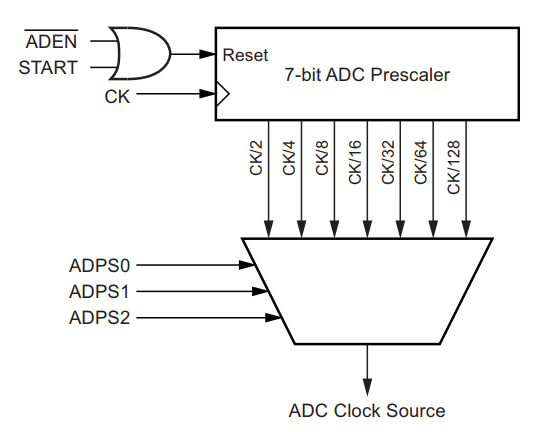 ADEN
START
Reset
7-bit ADC Prescaler
CK
CK/2
CK/4
CK/8
CK/16
CK/32
CK/64
CK/128
ADPS0
ADPS1
ADPS2
ADC Clock Source